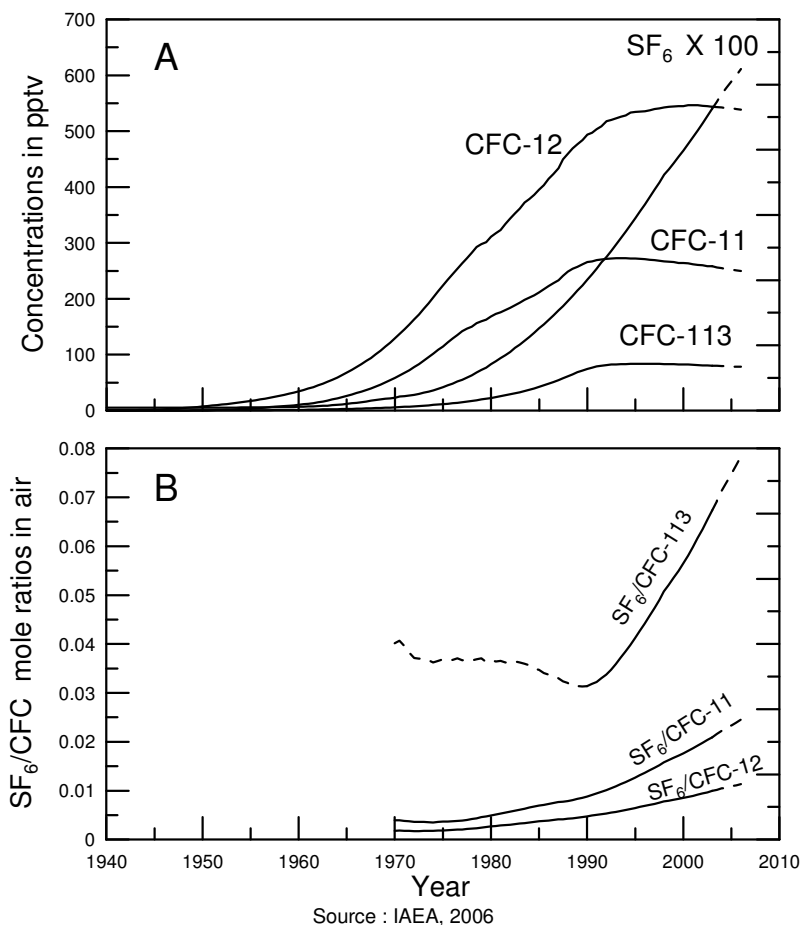 700
600
500
400
300
200
100
0
Concentrations in pptv
A
SF₆ X 100
CFC-12
CFC-11
CFC-113
0.08
0.07
0.06
0.05
0.04
0.03
0.02
0.01
0
SF₆/CFC mole ratios in air
B
SF₆/CFC-113
SF₆/CFC-11
SF₆/CFC-12
1940 1950 1960 1970 1980 1990 2000 2010
Year
Source : IAEA, 2006